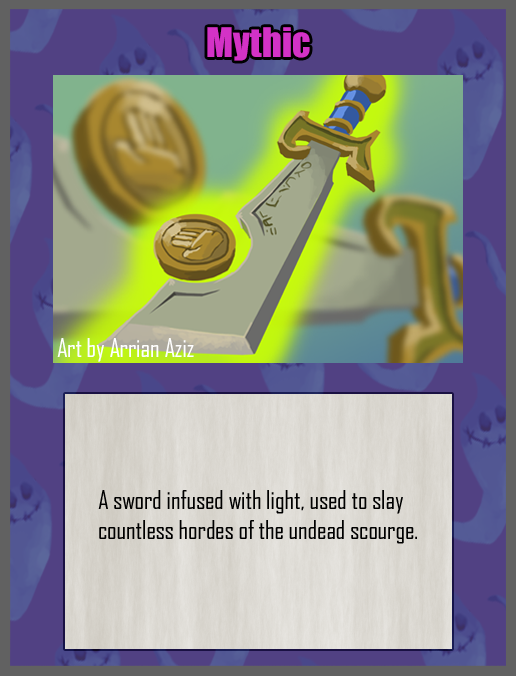 Mythic
Art by Arrian Aziz
A sword infused with light, used to slay
countless hordes of the undead scourge.